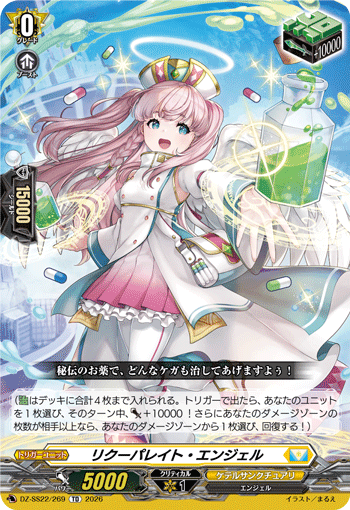 0
グレード
ブースト
治
+10000
シールド
15000
秘伝のお薬で、どんなケガも治してあげますよぅ！
(治はデッキに合計４枚まで入れられる。トリガーで出たら、あなたのユニット
を１枚選び、そのターン中、+10000！さらにあなたのダメージゾーンの
枚数が相手以上なら、あなたのダメージゾーンから１枚選び、回復する！)
トリガーユニット
リクーパレイト・エンジェル
パワー
5000
クリティカル
1
ケテルサンクチュアリ
エンジェル
DZ-SS22/269 TD 2026
イラスト/まるえ